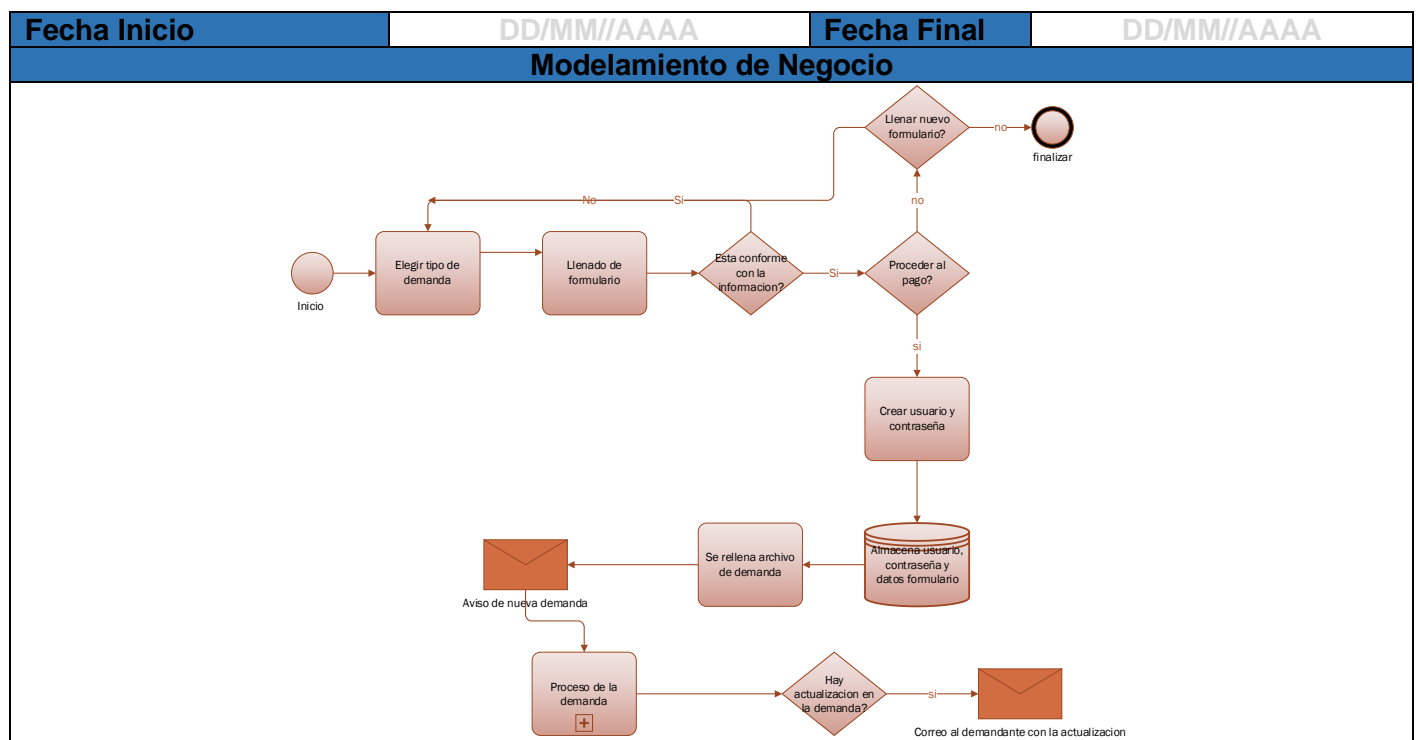 Fecha Inicio DD/MM//AAAA Fecha Final DD/MM//AAAA
Modelamiento de Negocio
Llenar nuevo
formulario?
no
finalizar
No
Si
no
Inicio
Elegir tipo de
demanda
Llenado de
formulario
Esta conforme
con la
informacion?
Si
Proceder al
pago?
si
Crear usuario y
contraseña
Almacena usuario,
contraseña y
datos formulario
Se rellena archivo
de demanda
Aviso de nueva demanda
Proceso de la
demanda
Hay
actualizacion en
la demanda?
si
Correo al demandante con la actualizacion